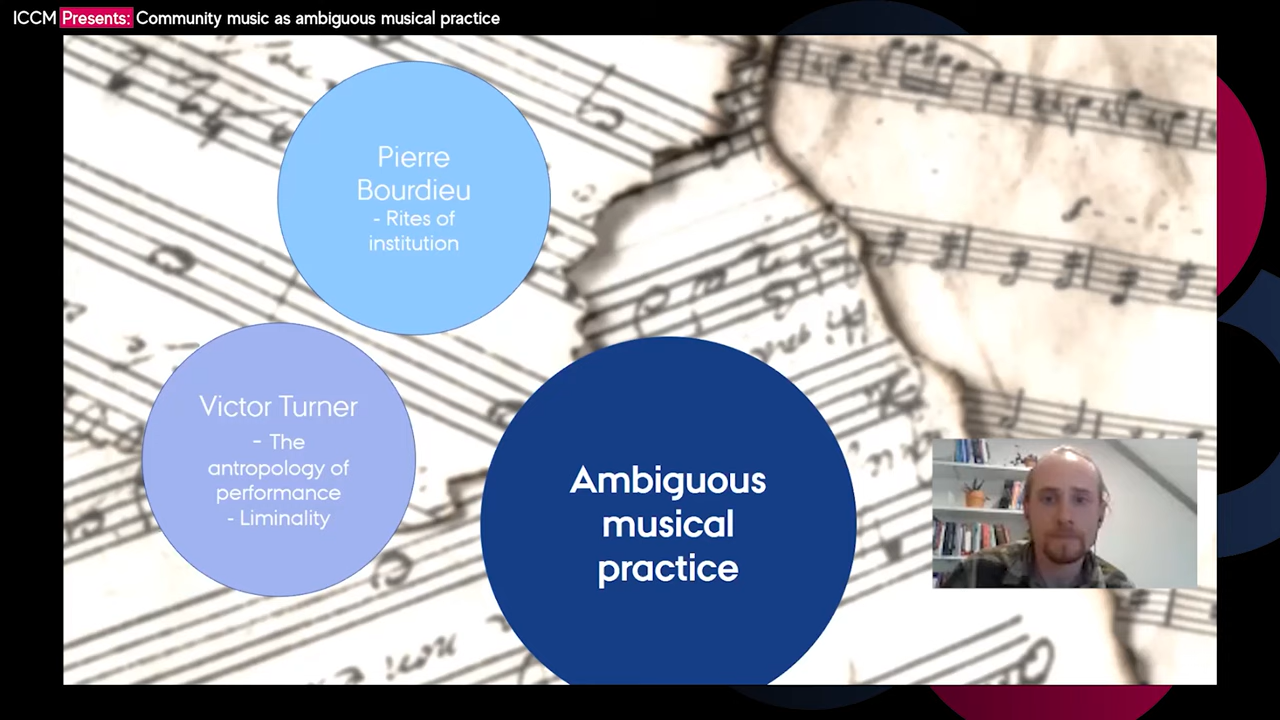 ICCM Presents: Community music as ambiguous musical practice
Pierre
Bourdieu
- Rites of
institution
Victor Turner
- The
antropology of
performance
- Liminality
Ambiguous
musical
practice